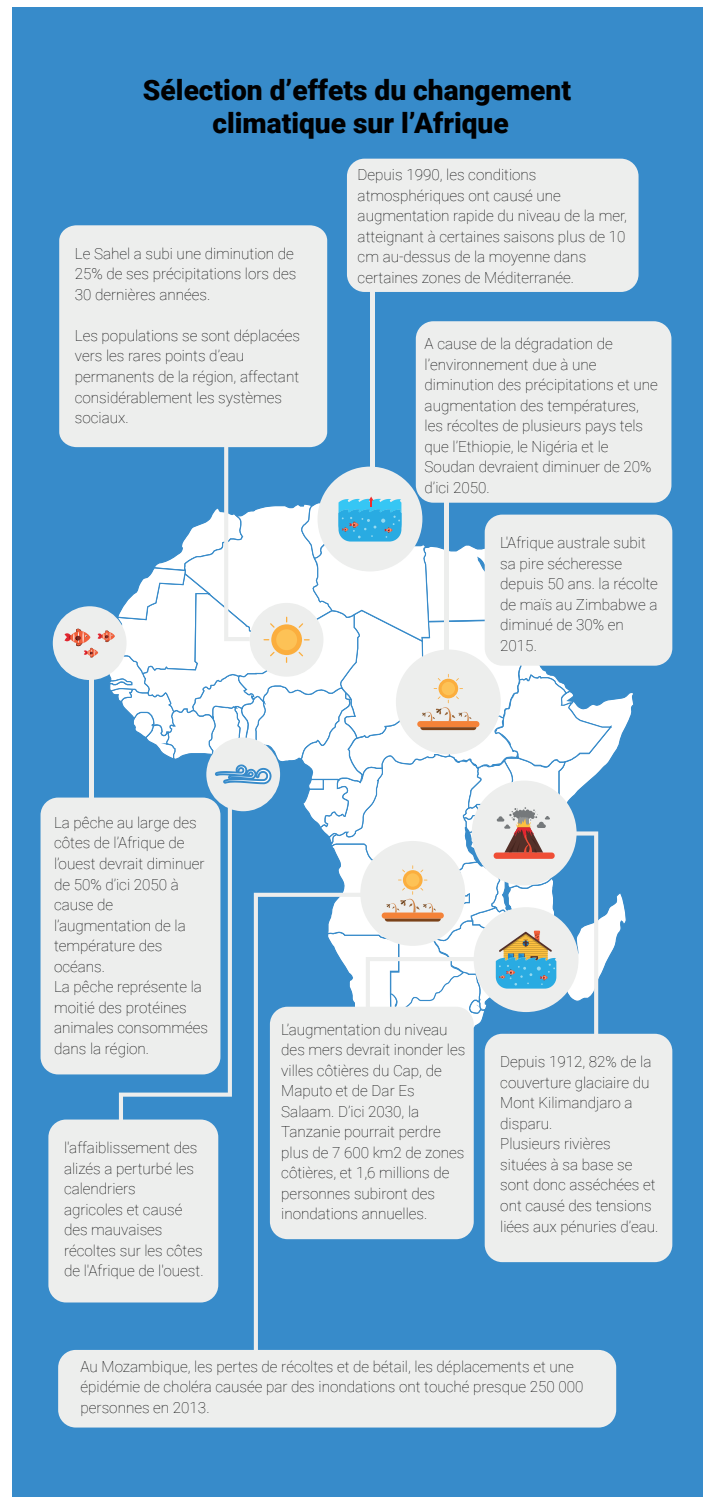 Sélection d’effets du changement
climatique sur l’Afrique
Depuis 1990, les conditions
atmosphériques ont causé une
augmentation rapide du niveau de la mer,
atteignant à certaines saisons plus de 10
cm au-dessus de la moyenne dans
certaines zones de Méditerranée.
Le Sahel a subi une diminution de
25% de ses précipitations lors des
30 dernières années.
Les populations se sont déplacées
vers les rares points d’eau
permanents de la région, affectant
considérablement les systèmes
sociaux.
A cause de la dégradation de
l’environnement due à une
diminution des précipitations et une
augmentation des températures,
les récoltes de plusieurs pays tels
que l’Ethiopie, le Nigéria et le
Soudan devraient diminuer de 20%
d’ici 2050.
L’Afrique australe subit
sa pire sécheresse
depuis 50 ans. la récolte
de maïs au Zimbabwe a
diminué de 30% en
2015.
La pêche au large des
côtes de l’Afrique de
l’ouest devrait diminuer
de 50% d’ici 2050 à
cause de
l’augmentation de la
température des
océans.
La pêche représente la
moitié des protéines
animales consommées
dans la région.
L’augmentation du niveau
des mers devrait inonder les
villes côtières du Cap, de
Maputo et de Dar Es
Salaam. D’ici 2030, la
Tanzanie pourrait perdre
plus de 7 600 km2 de zones
côtières, et 1,6 millions de
personnes subiront des
inondations annuelles.
Depuis 1912, 82% de la
couverture glaciaire du
Mont Kilimandjaro a
disparu.
Plusieurs rivières
situées à sa base se
sont donc asséchées et
ont causé des tensions
liées aux pénuries d’eau.
l'affaiblissement des
alizés a perturbé les
calendriers
agricoles et causé
des mauvaises
récoltes sur les côtes
de l'Afrique de l'ouest.
Au Mozambique, les pertes de récoltes et de bétail, les déplacements et une
épidémie de choléra causée par des inondations ont touché presque 250 000
personnes en 2013.